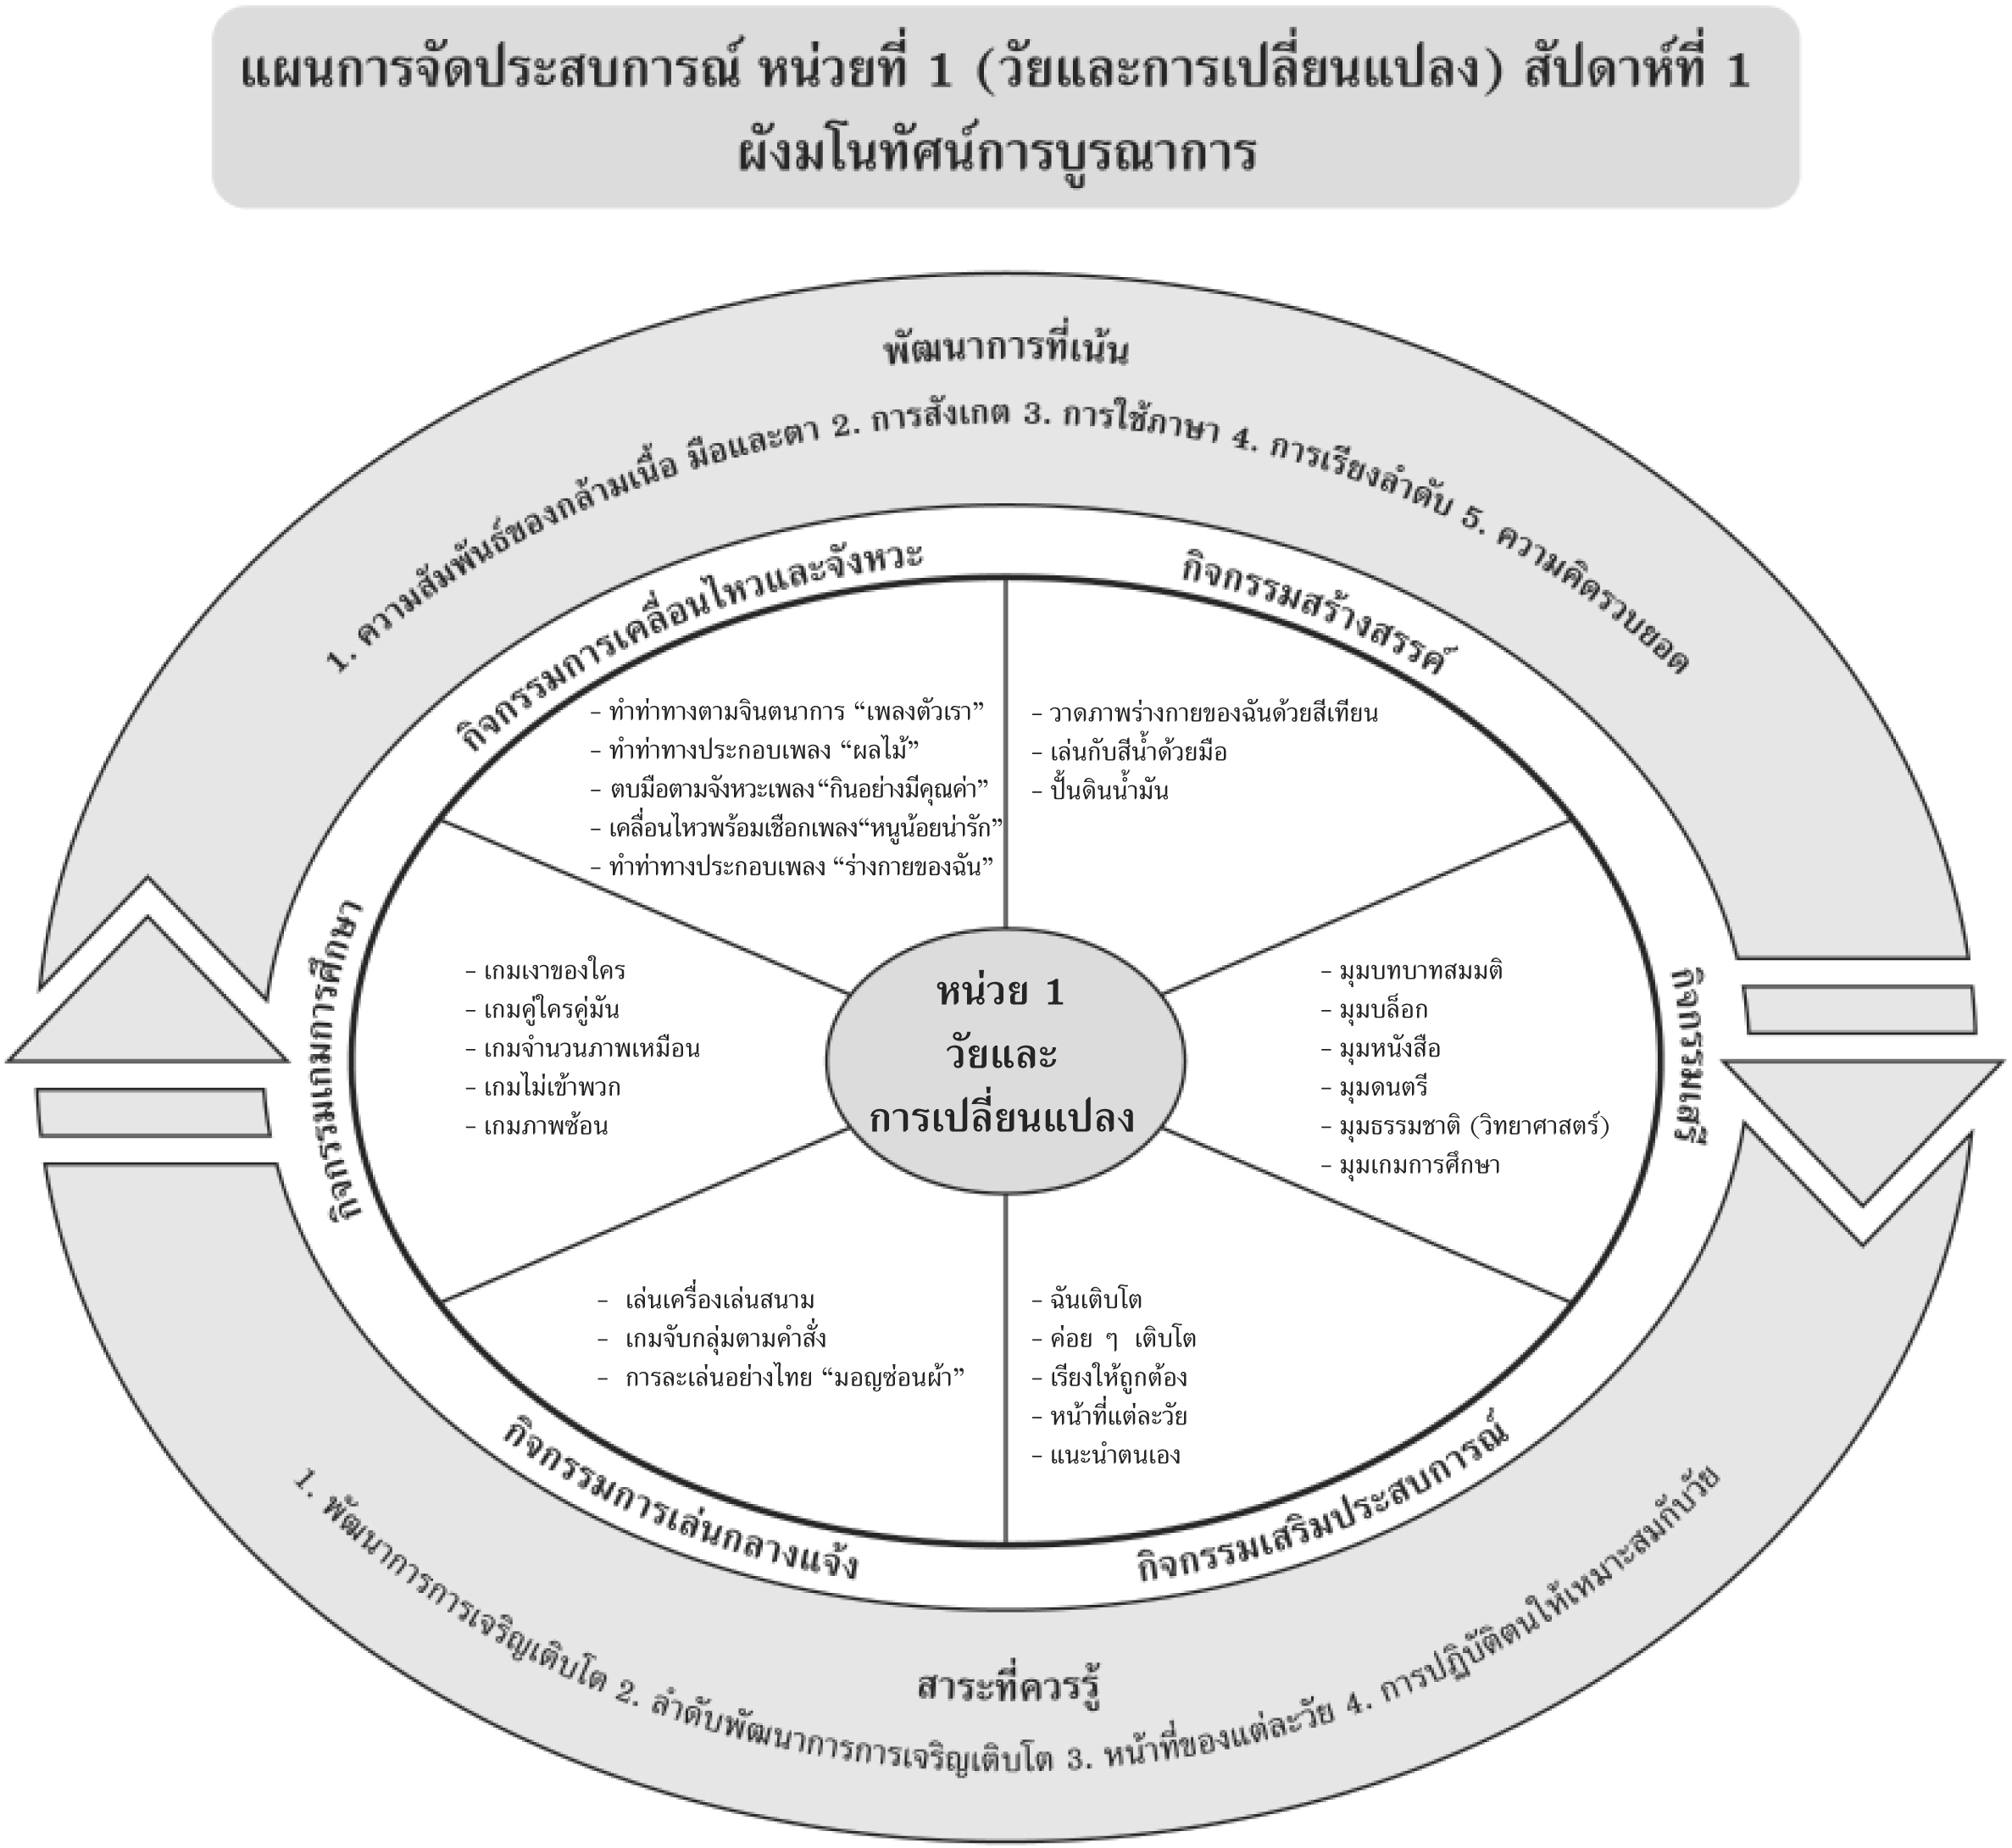 แผนการจัดประสบการณ์ หน่วยที่ 1 (วัยและการเปลี่ยนแปลง) สัปดาห์ที่ 1
ผังมโนทัศน์การบูรณาการ
พัฒนาการที่เน้น
1. ความสัมพันธ์ของกล้ามเนื้อ มือและตา 2. การสังเกต 3. การใช้ภาษา 4. การเรียงลำดับ 5. ความคิดรวบยอด
กิจกรรมการเคลื่อนไหวและจังหวะ
- ทำท่าทางตามจินตนาการ “เพลงตัวเรา”
- ทำท่าทางประกอบเพลง “ผลไม้”
- ตบมือตามจังหวะเพลง“กินอย่างมีคุณค่า”
- เคลื่อนไหวพร้อมเชือกเพลง“หนูน้อยน่ารัก”
- ทำท่าทางประกอบเพลง “ร่างกายของฉัน”
กิจกรรมสร้างสรรค์
- วาดภาพร่างกายของฉันด้วยสีเทียน
- เล่นกับสีน้ำด้วยมือ
- ปั้นดินน้ำมัน
กิจกรรมเกมการศึกษา
- เกมเงาของใคร
- เกมคู่ใครคู่มัน
- เกมจำนวนภาพเหมือน
- เกมไม่เข้าพวก
- เกมภาพซ้อน
หน่วย 1
วัยและ
การเปลี่ยนแปลง
กิจกรรมเสรี
- มุมบทบาทสมมติ
- มุมบล็อก
- มุมหนังสือ
- มุมดนตรี
- มุมธรรมชาติ (วิทยาศาสตร์)
- มุมเกมการศึกษา
- เล่นเครื่องเล่นสนาม
- เกมจับกลุ่มตามคำสั่ง
- การละเล่นอย่างไทย “มอญซ่อนผ้า”
กิจกรรมการเล่นกลางแจ้ง
- ฉันเติบโต
- ค่อย ๆ เติบโต
- เรียงให้ถูกต้อง
- หน้าที่แต่ละวัย
- แนะนำตนเอง
กิจกรรมเสริมประสบการณ์
สาระที่ควรรู้
1. พัฒนาการการเจริญเติบโต 2. ลำดับพัฒนาการการเจริญเติบโต 3. หน้าที่ของแต่ละวัย 4. การปฏิบัติตนให้เหมาะสมกับวัย